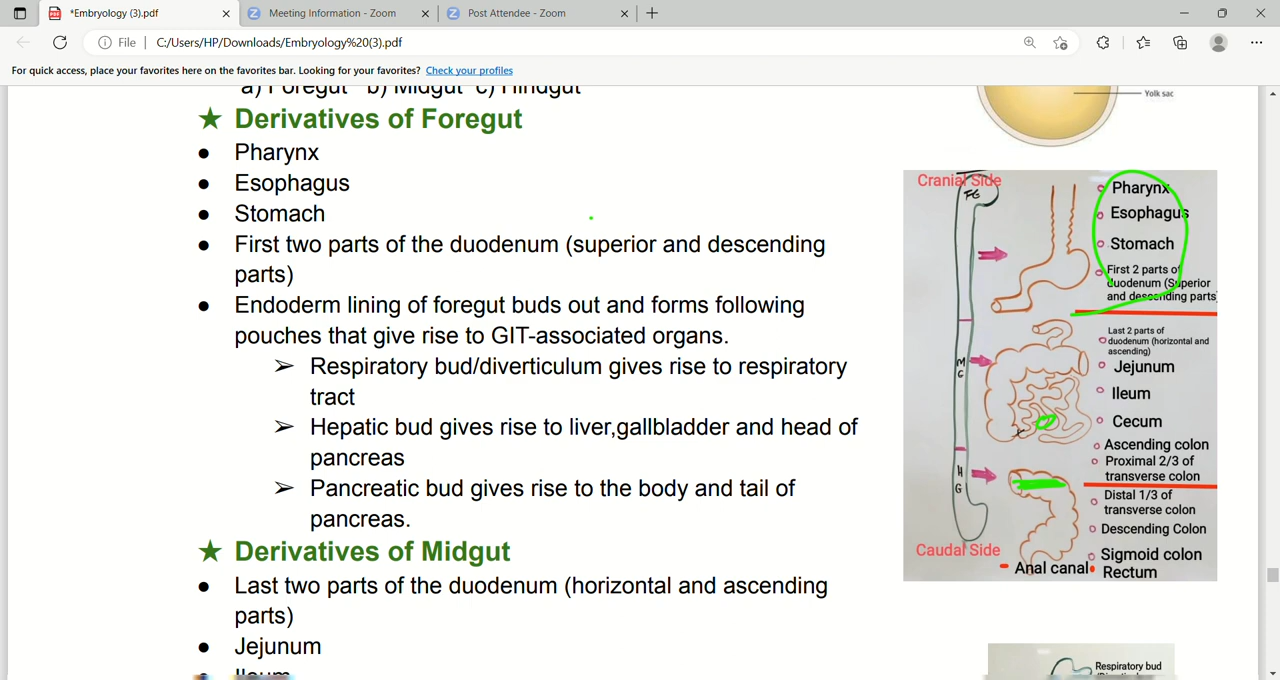 *Embryology (3).pdf
Meeting Information - Zoom
Post Attendee - Zoom
File
C:/Users/HP/Downloads/Embryology%20(3).pdf
For quick access, place your favorites here on the favorites bar. Looking for your favorites? Check your profiles
a) Foregut b) Midgut c) Hindgut
★ Derivatives of Foregut
● Pharynx
● Esophagus
● Stomach
● First two parts of the duodenum (superior and descending
parts)
● Endoderm lining of foregut buds out and forms following
pouches that give rise to GIT-associated organs.
➢ Respiratory bud/diverticulum gives rise to respiratory
tract
➢ Hepatic bud gives rise to liver,gallbladder and head of
pancreas
➢ Pancreatic bud gives rise to the body and tail of
pancreas.
★ Derivatives of Midgut
● Last two parts of the duodenum (horizontal and ascending
parts)
● Jejunum
● Ileum
Yolk sac
Cranial Side
FG
Pharynx
Esophagus
Stomach
First 2 parts of
duodenum (Superior
and descending parts)
Last 2 parts of
duodenum (horizontal and
ascending)
M
G
Jejunum
Ileum
Cecum
Ascending colon
Proximal 2/3 of
transverse colon
H
G
Distal 1/3 of
transverse colon
Descending Colon
Caudal Side
Sigmoid colon
Anal canal
Rectum
Respiratory bud